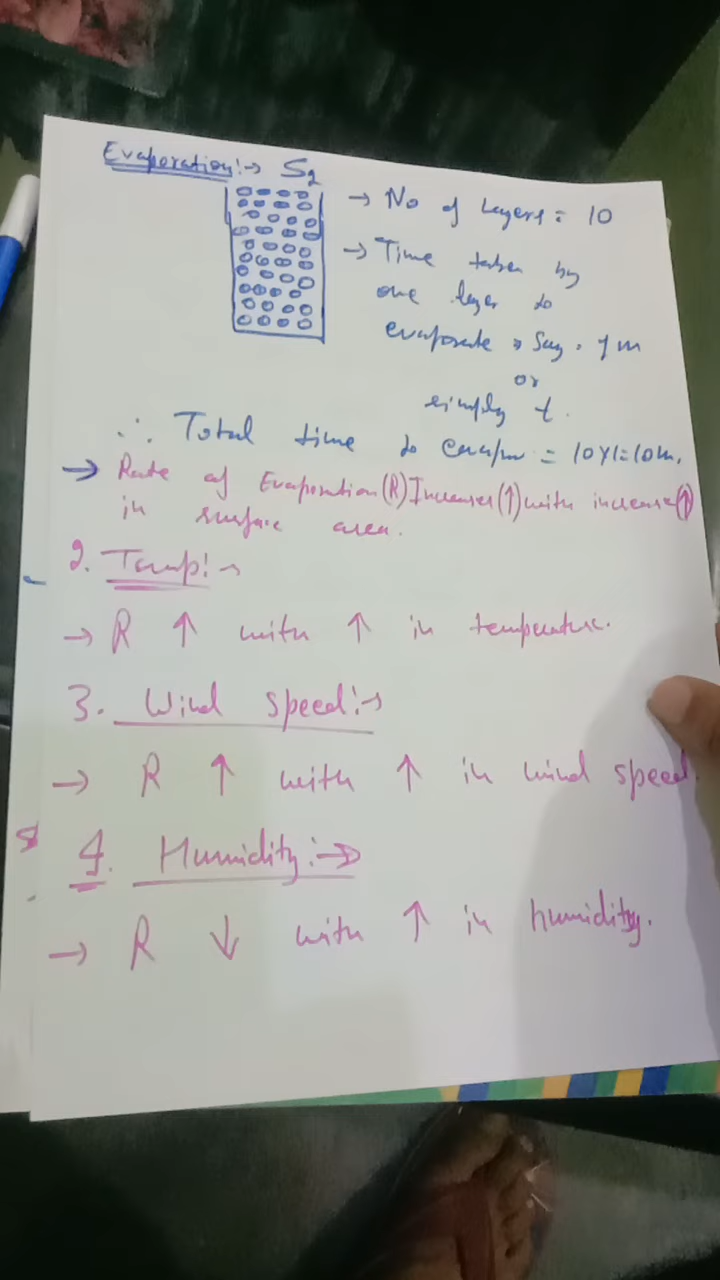 Evaporation :→ S2
→ No of Layers = 10
→ Time taken by
one layer to
evaporate → Say = 1m
or
simply t.
∴ Total time to evapor = 10×1=10m.
→ Rate of Evaporation (R) Increases (↑) with increase (↑)
in surface area.
2. Temp :→
→ R ↑ with ↑ in temperature.
3. Wind speed :→
→ R ↑ with ↑ in wind speed.
4. Humidity :→
→ R ↓ with ↑ in humidity.